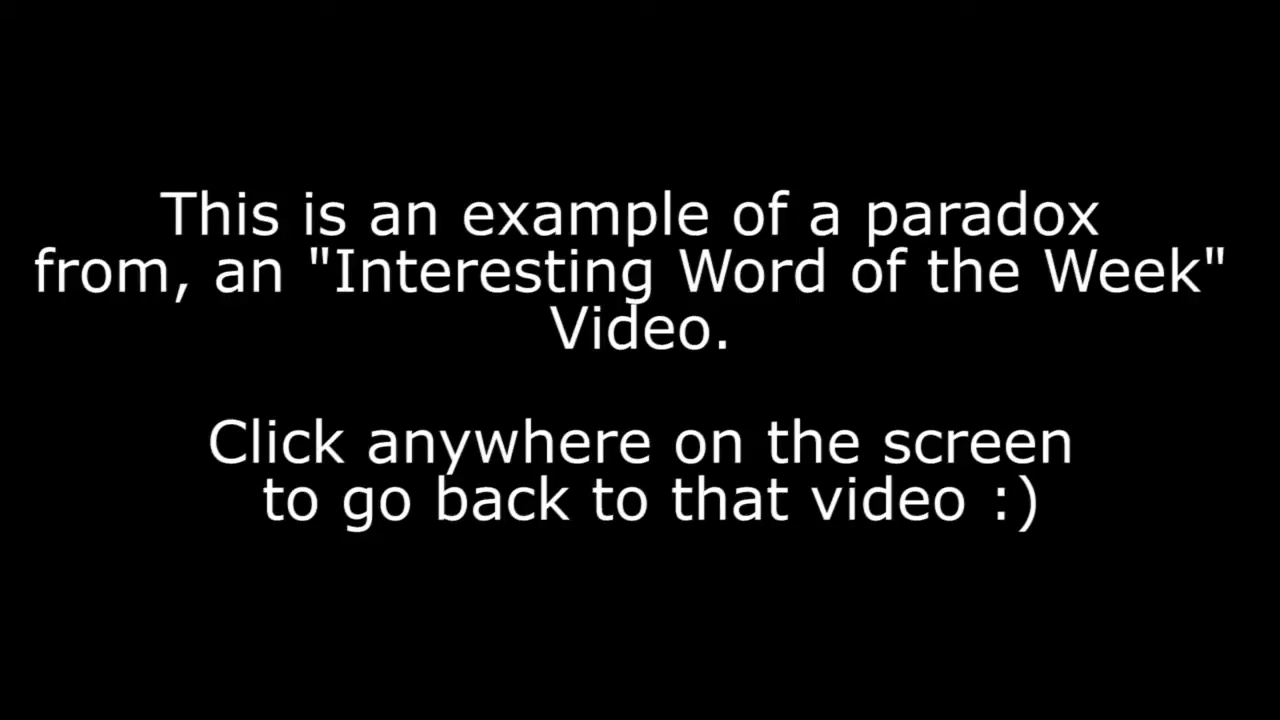 This is an example of a paradox
from, an "Interesting Word of the Week"
Video.
Click anywhere on the screen
to go back to that video :)